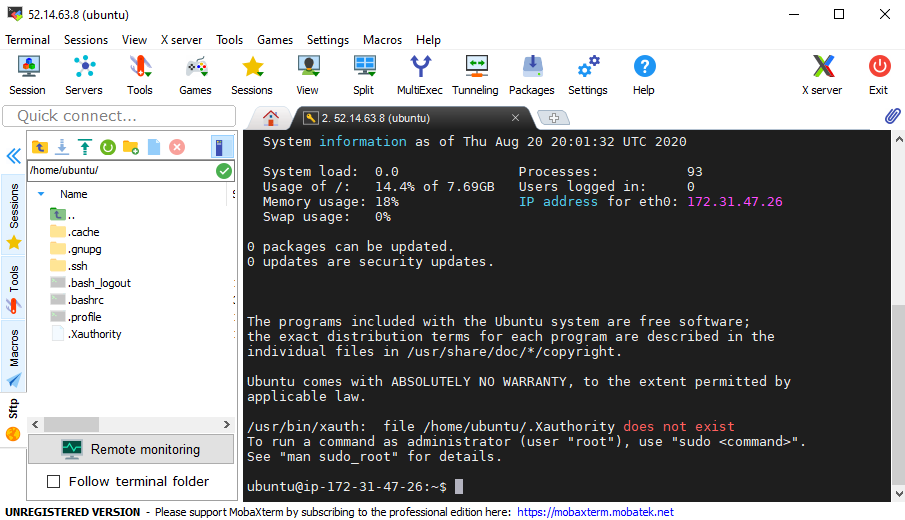 52.14.63.8 (ubuntu)
Terminal Sessions View X server Tools Games Settings Macros Help
Session Servers Tools Games Sessions View Split MultiExec Tunneling Packages Settings Help X server Exit
Quick connect...
2. 52.14.63.8 (ubuntu)
/home/ubuntu/
Name
..
.cache
.gnupg
.ssh
.bash_logout
.bashrc
.profile
.Xauthority
Sessions
Tools
Macros
Sftp
Remote monitoring
Follow terminal folder
System information as of Thu Aug 20 20:01:32 UTC 2020
System load: 0.0 Processes: 93
Usage of /: 14.4% of 7.69GB Users logged in: 0
Memory usage: 18% IP address for eth0: 172.31.47.26
Swap usage: 0%
0 packages can be updated.
0 updates are security updates.
The programs included with the Ubuntu system are free software;
the exact distribution terms for each program are described in the
individual files in /usr/share/doc/*/copyright.
Ubuntu comes with ABSOLUTELY NO WARRANTY, to the extent permitted by
applicable law.
/usr/bin/xauth: file /home/ubuntu/.Xauthority does not exist
To run a command as administrator (user "root"), use "sudo <command>".
See "man sudo_root" for details.
ubuntu@ip-172-31-47-26:~$
UNREGISTERED VERSION - Please support MobaXterm by subscribing to the professional edition here: https://mobaxterm.mobatek.net